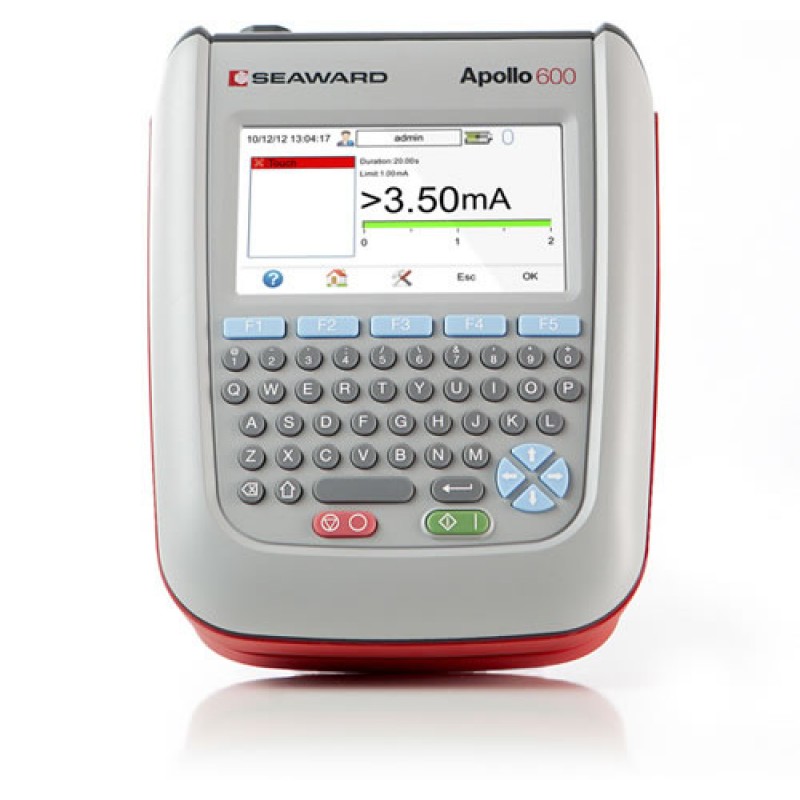 SEAWARD Apollo 600
10/12/12 13:04:17 admin
Touch
Duration:20.00s
Limit:1.00mA
>3.50mA
0 1 2
? Esc OK
F1 F2 F3 F4 F5
1 2 3 4 5 6 7 8 9 0
Q W E R T Y U I O P
A S D F G H J K L
Z X C V B N M